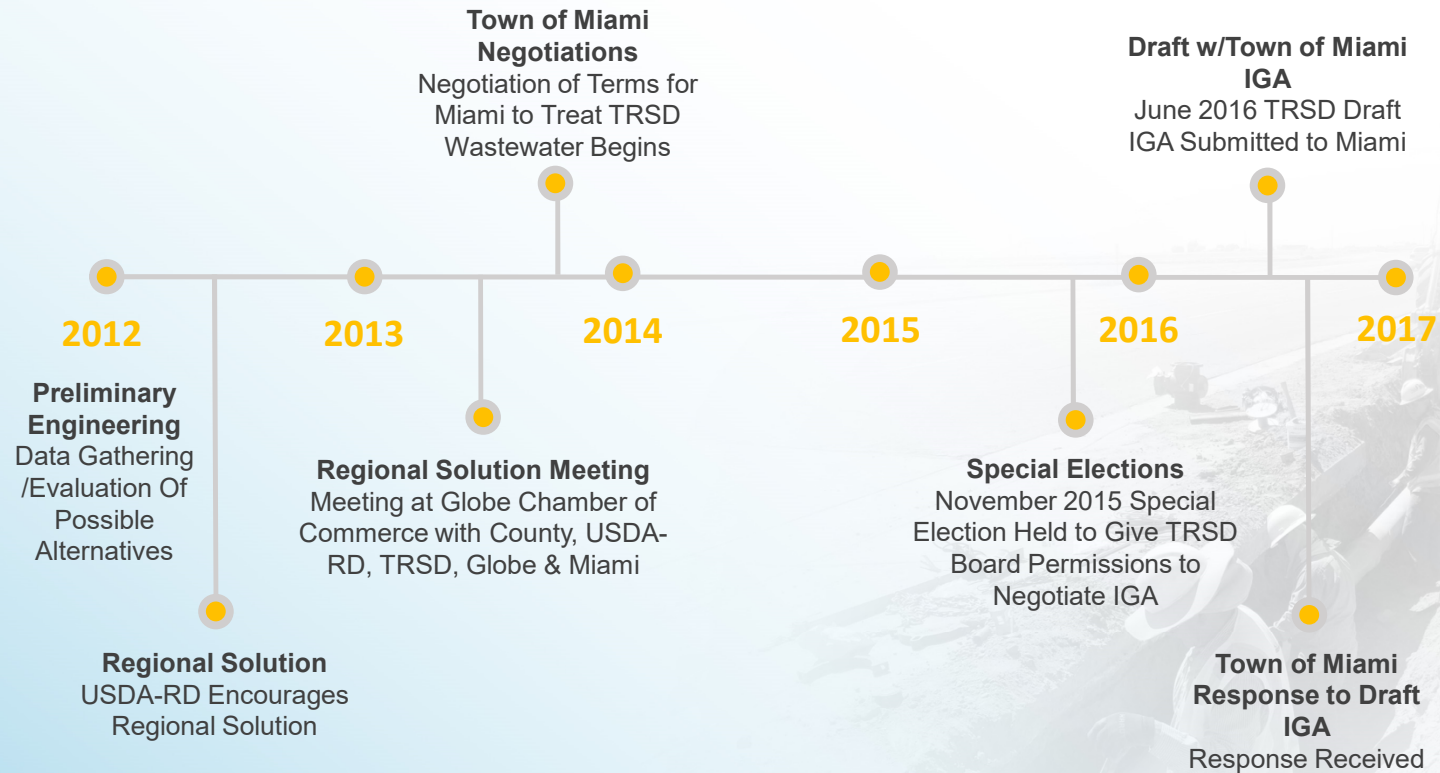 Town of Miami
Negotiations
Negotiation of Terms for
Miami to Treat TRSD
Wastewater Begins
Draft w/Town of Miami
IGA
June 2016 TRSD Draft
IGA Submitted to Miami
2012
2013
2014
2015
2016
2017
Preliminary
Engineering
Data Gathering
/Evaluation Of
Possible
Alternatives
Regional Solution
USDA-RD Encourages
Regional Solution
Regional Solution Meeting
Meeting at Globe Chamber of
Commerce with County, USDA-
RD, TRSD, Globe & Miami
Special Elections
November 2015 Special
Election Held to Give TRSD
Board Permissions to
Negotiate IGA
Town of Miami
Response to Draft
IGA
Response Received